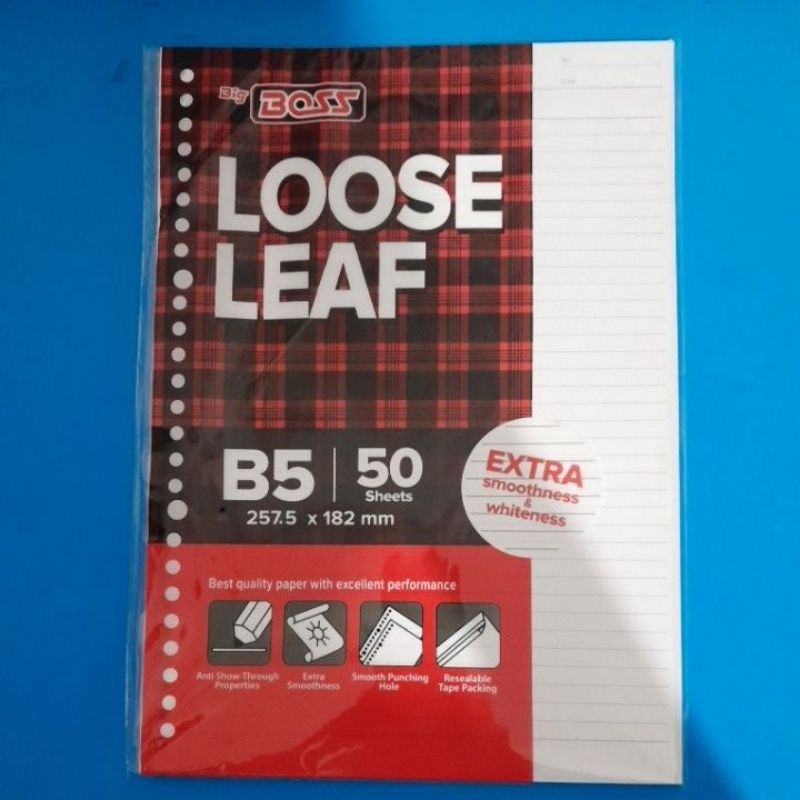 Big BOSS
LOOSE
LEAF
B5 50
Sheets
257.5 x 182 mm
EXTRA
smoothness
&
whiteness
Best quality paper with excellent performance
Anti Show-Through
Properties
Extra
Smoothness
Smooth Punching
Hole
Resealable
Tape Packing